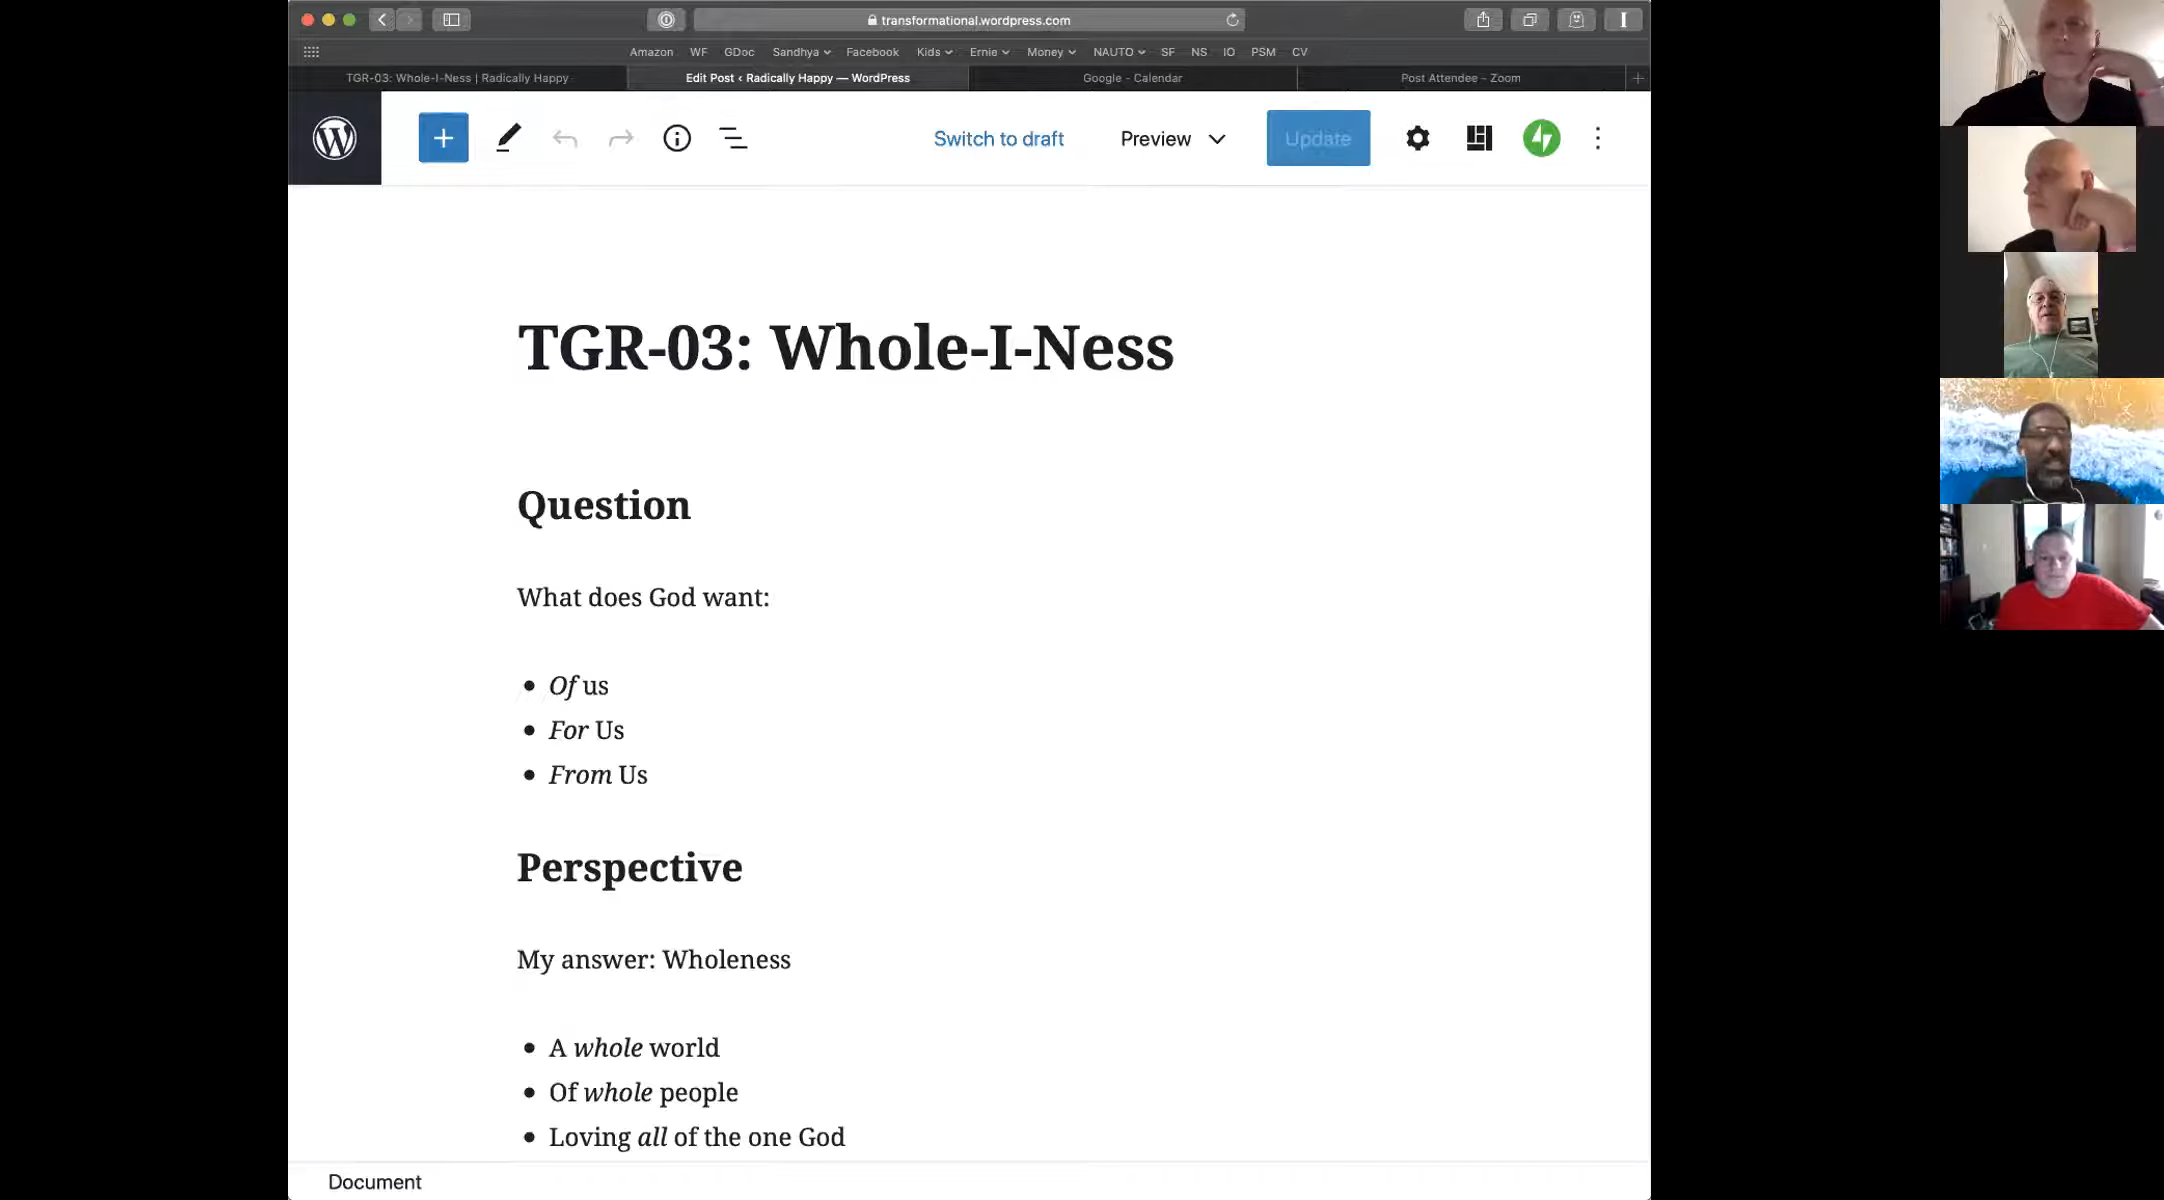 transformational.wordpress.com
Amazon WF GDoc Sandhya Facebook Kids Ernie Money NAUTO SF NS IO PSM CV
TGR-03: Whole-I-Ness | Radically Happy Edit Post ‹ Radically Happy — WordPress Google - Calendar Post Attendee - Zoom
Switch to draft Preview Update
TGR-03: Whole-I-Ness
Question
What does God want:
• Of us
• For Us
• From Us
Perspective
My answer: Wholeness
• A whole world
• Of whole people
• Loving all of the one God
Document